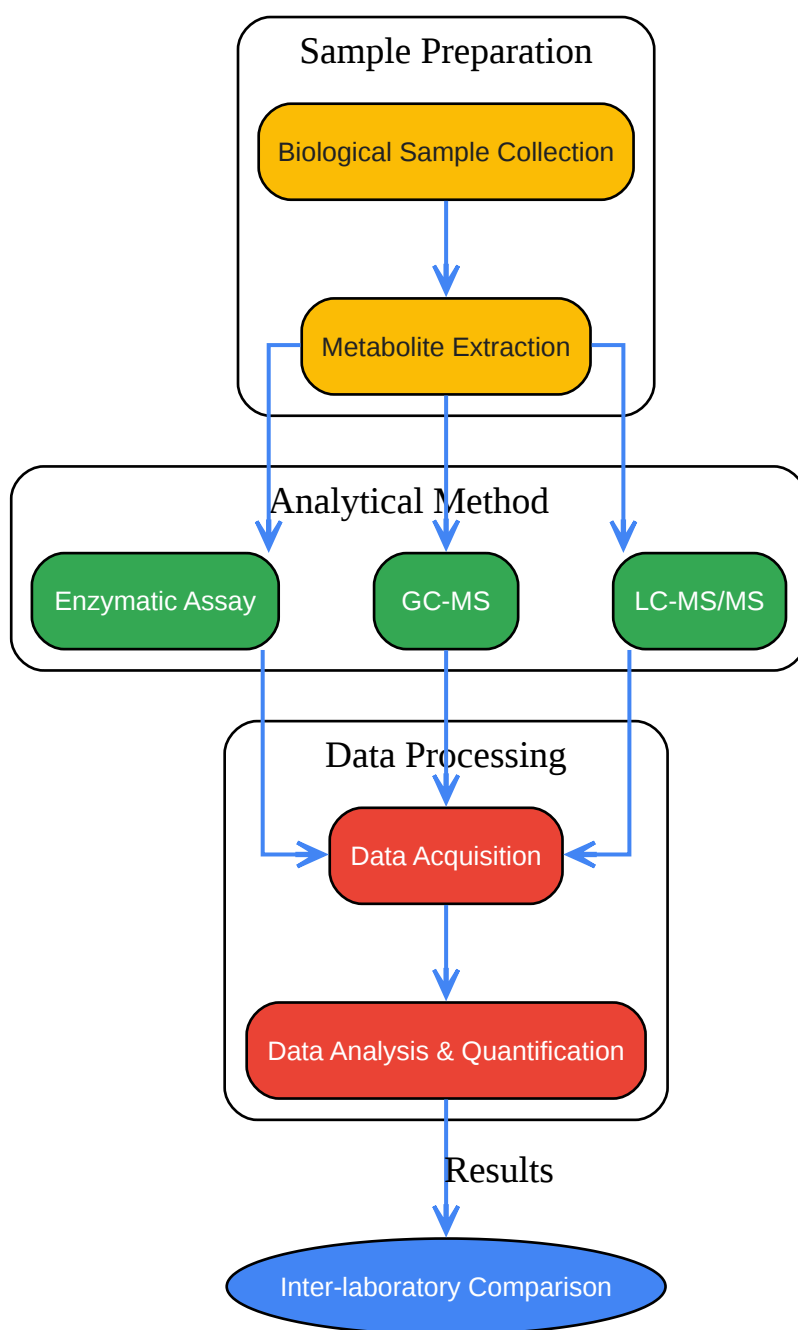 Sample Preparation
Biological Sample Collection
Metabolite Extraction
Analytical Method
Enzymatic Assay
GC-MS
LC-MS/MS
Data Processing
Data Acquisition
Data Analysis & Quantification
Results
Inter-laboratory Comparison